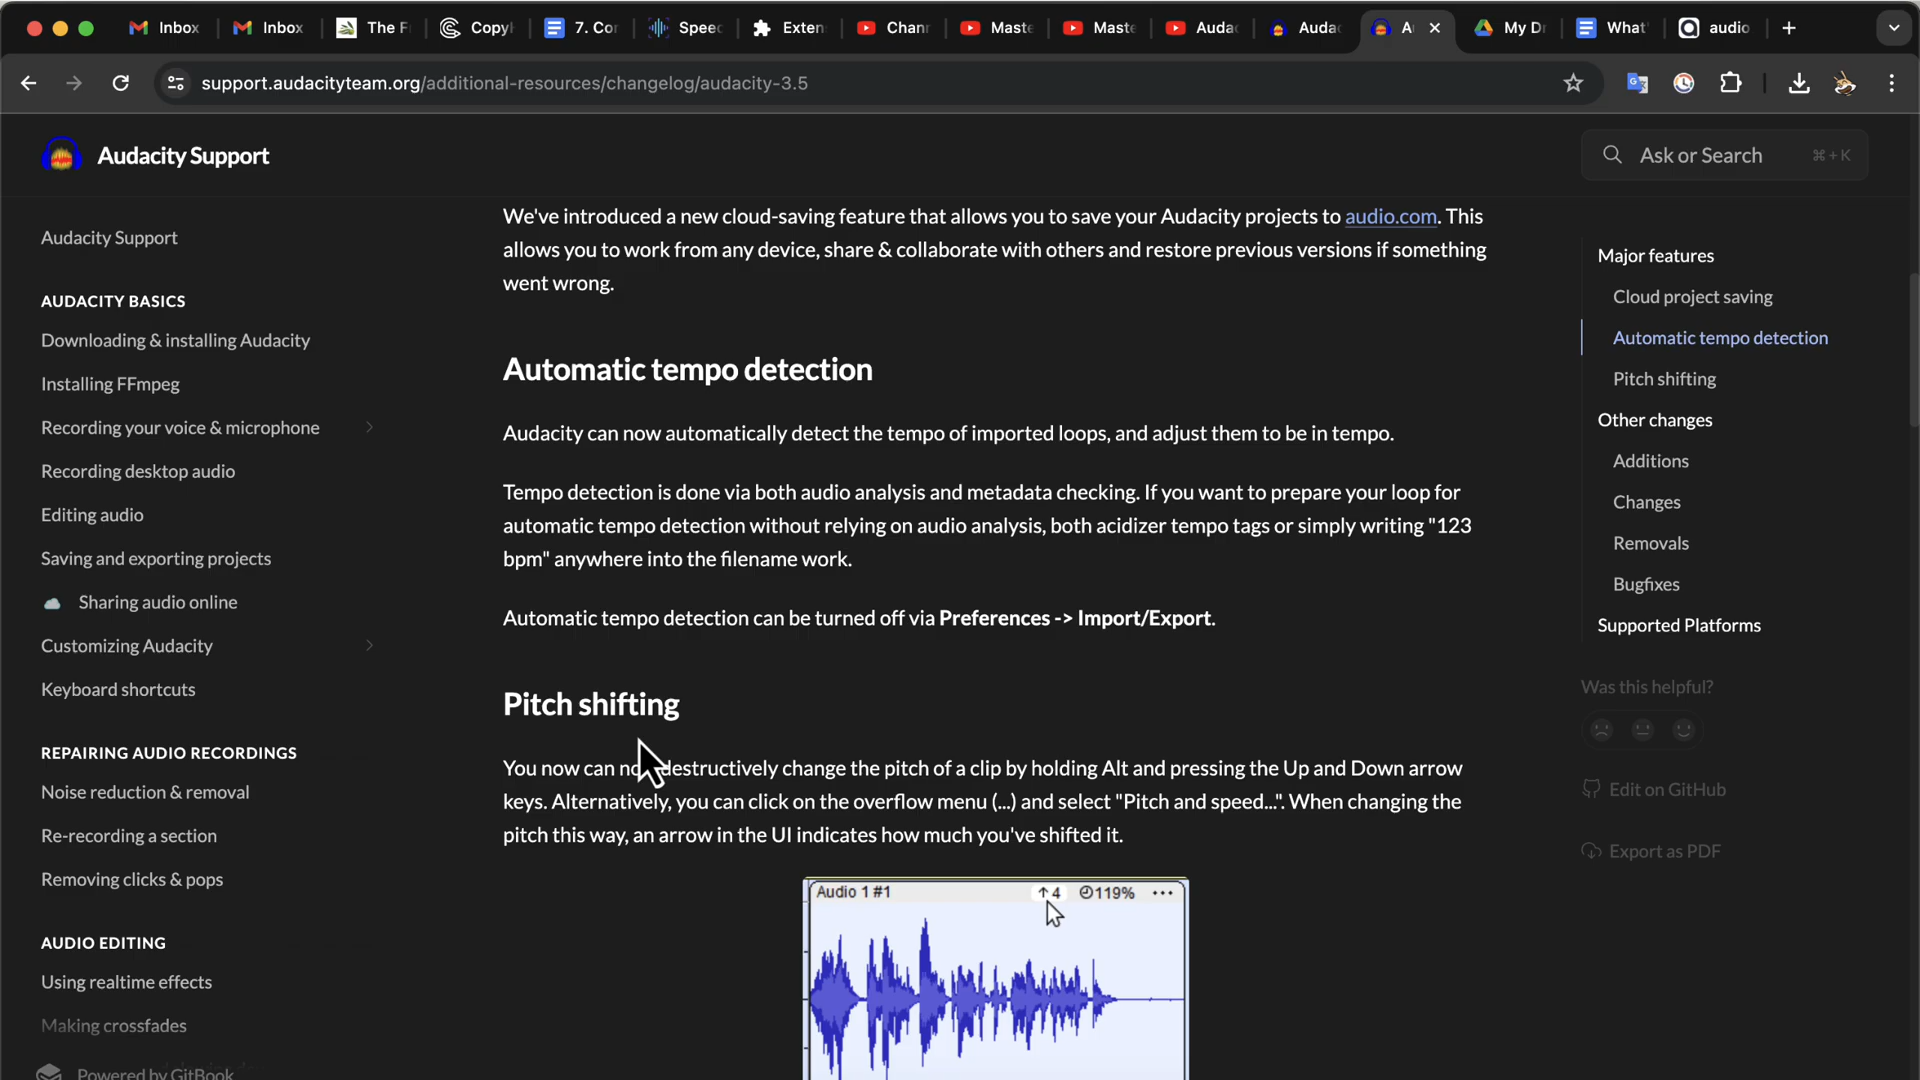 Inbox
Inbox
The F
Copy
7. Cor
Speec
Exten
Chanr
Maste
Maste
Audac
Audac
A
My Dr
What'
audio
support.audacityteam.org/additional-resources/changelog/audacity-3.5
Audacity Support
Ask or Search
⌘+K
Audacity Support
AUDACITY BASICS
Downloading & installing Audacity
Installing FFmpeg
Recording your voice & microphone
Recording desktop audio
Editing audio
Saving and exporting projects
Sharing audio online
Customizing Audacity
Keyboard shortcuts
REPAIRING AUDIO RECORDINGS
Noise reduction & removal
Re-recording a section
Removing clicks & pops
AUDIO EDITING
Using realtime effects
Making crossfades
Powered by GitBook
We've introduced a new cloud-saving feature that allows you to save your Audacity projects to audio.com. This
allows you to work from any device, share & collaborate with others and restore previous versions if something
went wrong.
Automatic tempo detection
Audacity can now automatically detect the tempo of imported loops, and adjust them to be in tempo.
Tempo detection is done via both audio analysis and metadata checking. If you want to prepare your loop for
automatic tempo detection without relying on audio analysis, both acidizer tempo tags or simply writing "123
bpm" anywhere into the filename work.
Automatic tempo detection can be turned off via Preferences -> Import/Export.
Pitch shifting
You now can no destructively change the pitch of a clip by holding Alt and pressing the Up and Down arrow
keys. Alternatively, you can click on the overflow menu (...) and select "Pitch and speed...". When changing the
pitch this way, an arrow in the UI indicates how much you've shifted it.
Audio 1 #1
↑4
119%
...
Major features
Cloud project saving
Automatic tempo detection
Pitch shifting
Other changes
Additions
Changes
Removals
Bugfixes
Supported Platforms
Was this helpful?
Edit on GitHub
Export as PDF